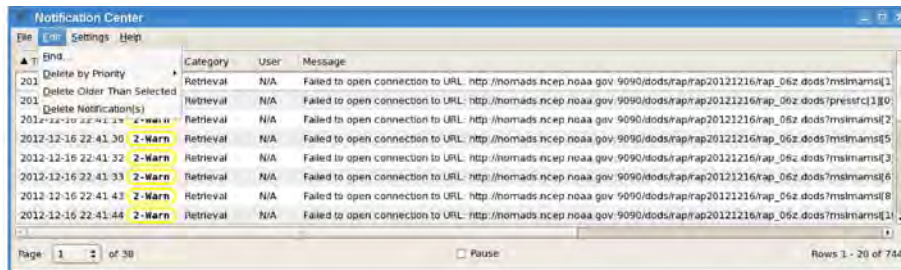 Notification Center
File Edit Settings Help
Find...
Delete by Priority
Delete Older Than Selected
Delete Notification(s)
Category User Message
201 Retrieval N/A Failed to open connection to URL: http://nomads.ncep.noaa.gov:9090/dods/rap/rap20121216/rap_06z.dods?mslmamsl[1
201 Retrieval N/A Failed to open connection to URL: http://nomads.ncep.noaa.gov:9090/dods/rap/rap20121216/rap_06z.dods?pressfc[1][0
2012-12-16 22:41 2-Warn Retrieval N/A Failed to open connection to URL: http://nomads.ncep.noaa.gov:9090/dods/rap/rap20121216/rap_06z.dods?mslmamsl[2
2012-12-16 22:41:30 2-Warn Retrieval N/A Failed to open connection to URL: http://nomads.ncep.noaa.gov:9090/dods/rap/rap20121216/rap_06z.dods?mslmamsl[5
2012-12-16 22:41:32 2-Warn Retrieval N/A Failed to open connection to URL: http://nomads.ncep.noaa.gov:9090/dods/rap/rap20121216/rap_06z.dods?mslmamsl[3
2012-12-16 22:41:33 2-Warn Retrieval N/A Failed to open connection to URL: http://nomads.ncep.noaa.gov:9090/dods/rap/rap20121216/rap_06z.dods?mslmamsl[6
2012-12-16 22:41:43 2-Warn Retrieval N/A Failed to open connection to URL: http://nomads.ncep.noaa.gov:9090/dods/rap/rap20121216/rap_06z.dods?mslmamsl[8
2012-12-16 22:41:44 2-Warn Retrieval N/A Failed to open connection to URL: http://nomads.ncep.noaa.gov:9090/dods/rap/rap20121216/rap_06z.dods?mslmamsl[1
Page 1 of 38 Pause Rows 1 - 20 of 744